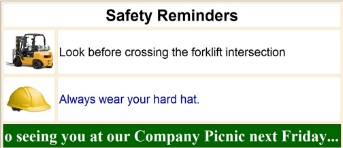 Safety Reminders
Look before crossing the forklift intersection
Always wear your hard hat.
o seeing you at our Company Picnic next Friday...